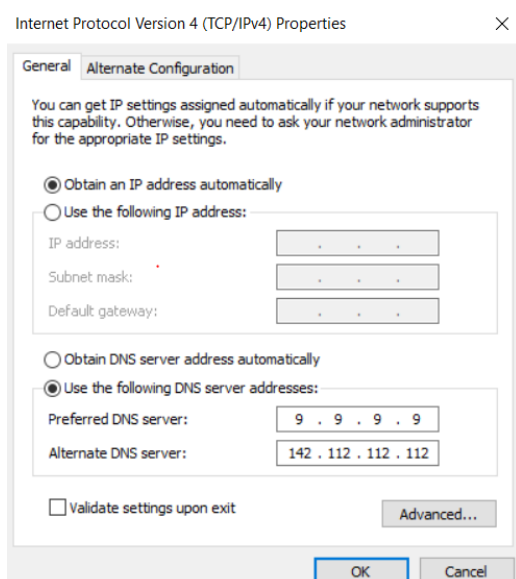 Internet Protocol Version 4 (TCP/IPv4) Properties
General
Alternate Configuration
You can get IP settings assigned automatically if your network supports
this capability. Otherwise, you need to ask your network administrator
for the appropriate IP settings.
Obtain an IP address automatically
Use the following IP address:
IP address: . . .
Subnet mask: . . .
Default gateway: . . .
Obtain DNS server address automatically
Use the following DNS server addresses:
Preferred DNS server: 9 . 9 . 9 . 9
Alternate DNS server: 142 . 112 . 112 . 112
Validate settings upon exit
Advanced...
OK Cancel